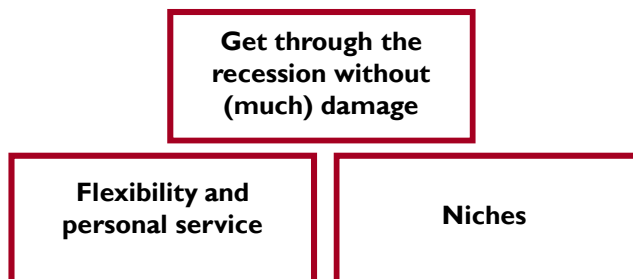 Get through the
recession without
(much) damage
Flexibility and
personal service
Niches